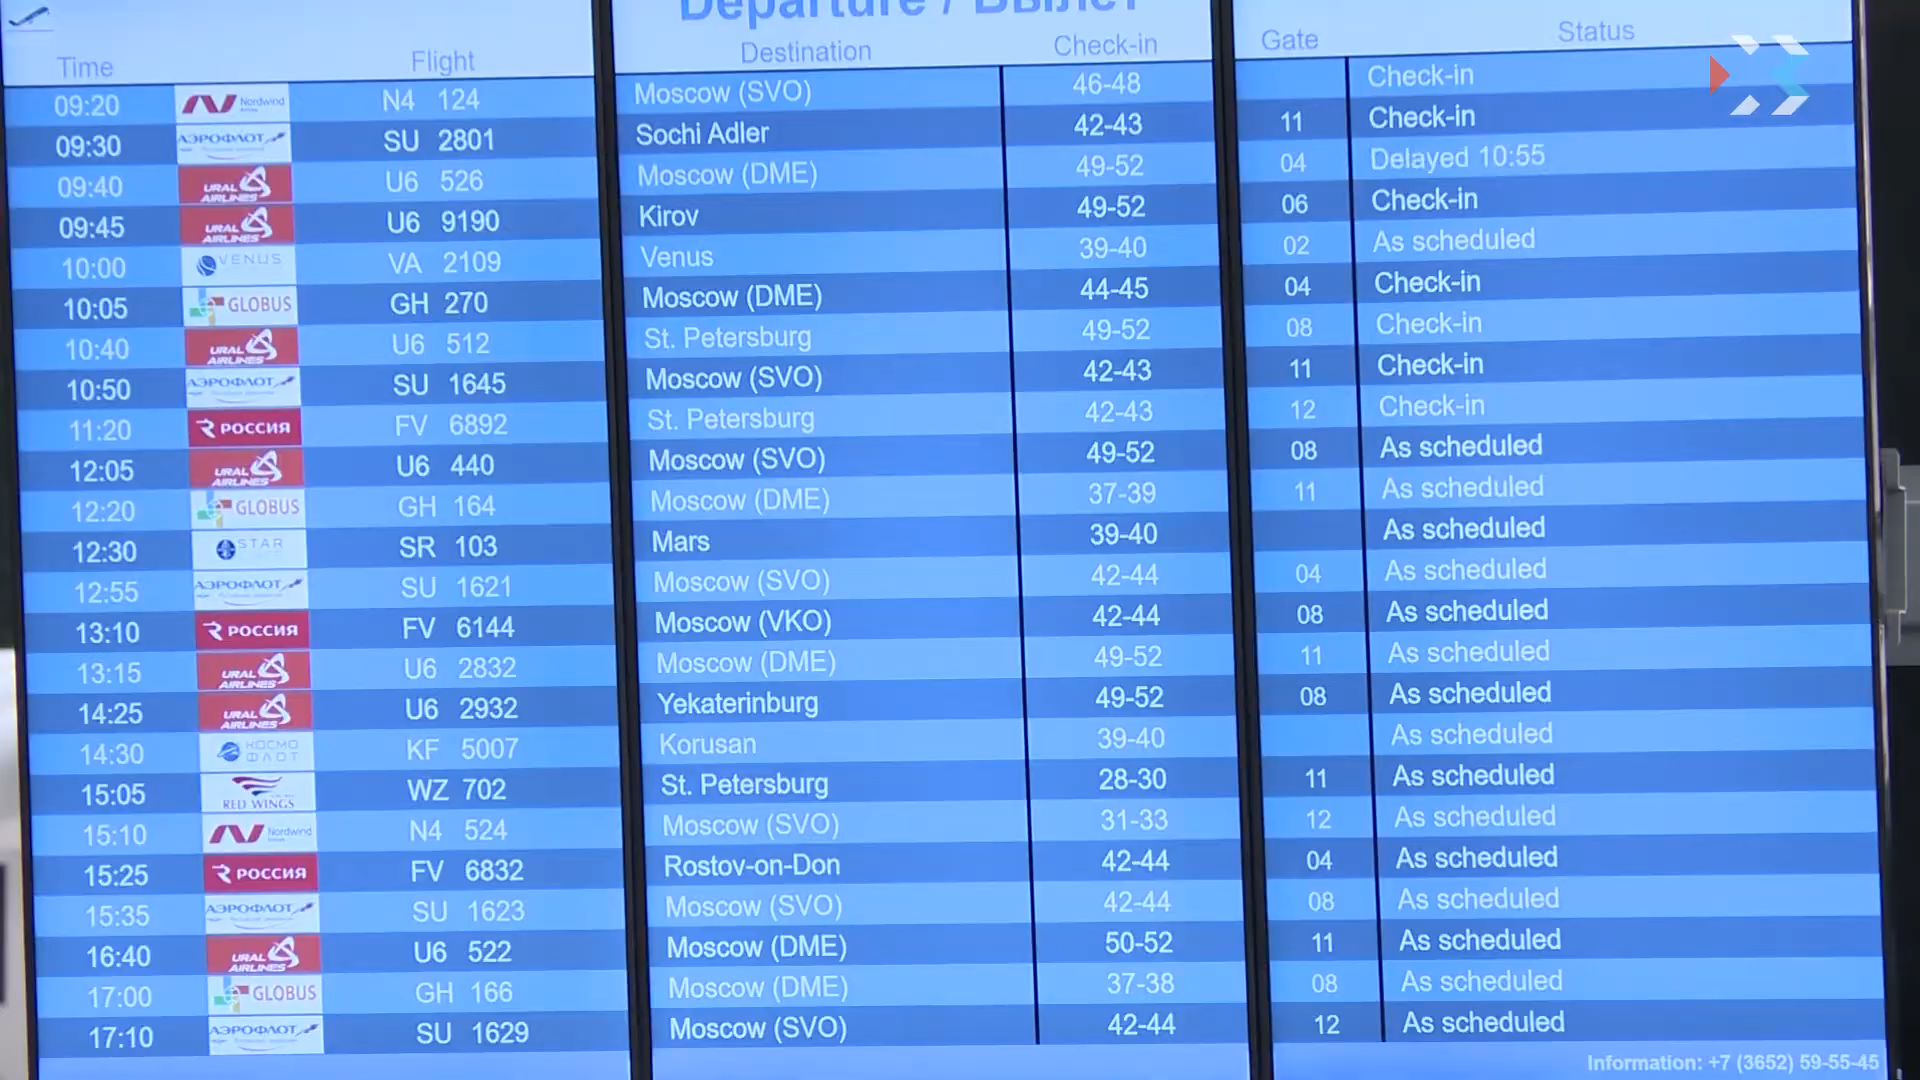 Departure / Вылет
Time Flight Destination Check-in Gate Status
09:20 Nordwind N4 124 Moscow (SVO) 46-48 Check-in
09:30 АЭРОФЛОТ SU 2801 Sochi Adler 42-43 11 Check-in
09:40 URAL AIRLINES U6 526 Moscow (DME) 49-52 04 Delayed 10:55
09:45 URAL AIRLINES U6 9190 Kirov 49-52 06 Check-in
10:00 VENUS VA 2109 Venus 39-40 02 As scheduled
10:05 GLOBUS GH 270 Moscow (DME) 44-45 04 Check-in
10:40 URAL AIRLINES U6 512 St. Petersburg 49-52 08 Check-in
10:50 АЭРОФЛОТ SU 1645 Moscow (SVO) 42-43 11 Check-in
11:20 РОССИЯ FV 6892 St. Petersburg 42-43 12 Check-in
12:05 URAL AIRLINES U6 440 Moscow (SVO) 49-52 08 As scheduled
12:20 GLOBUS GH 164 Moscow (DME) 37-39 11 As scheduled
12:30 STAR SR 103 Mars 39-40 As scheduled
12:55 АЭРОФЛОТ SU 1621 Moscow (SVO) 42-44 04 As scheduled
13:10 РОССИЯ FV 6144 Moscow (VKO) 42-44 08 As scheduled
13:15 URAL AIRLINES U6 2832 Moscow (DME) 49-52 11 As scheduled
14:25 URAL AIRLINES U6 2932 Yekaterinburg 49-52 08 As scheduled
14:30 КОСМО ФЛОТ KF 5007 Korusan 39-40 As scheduled
15:05 RED WINGS WZ 702 St. Petersburg 28-30 11 As scheduled
15:10 Nordwind N4 524 Moscow (SVO) 31-33 12 As scheduled
15:25 РОССИЯ FV 6832 Rostov-on-Don 42-44 04 As scheduled
15:35 АЭРОФЛОТ SU 1623 Moscow (SVO) 42-44 08 As scheduled
16:40 URAL AIRLINES U6 522 Moscow (DME) 50-52 11 As scheduled
17:00 GLOBUS GH 166 Moscow (DME) 37-38 08 As scheduled
17:10 АЭРОФЛОТ SU 1629 Moscow (SVO) 42-44 12 As scheduled
Information: +7 (3652) 59-55-45